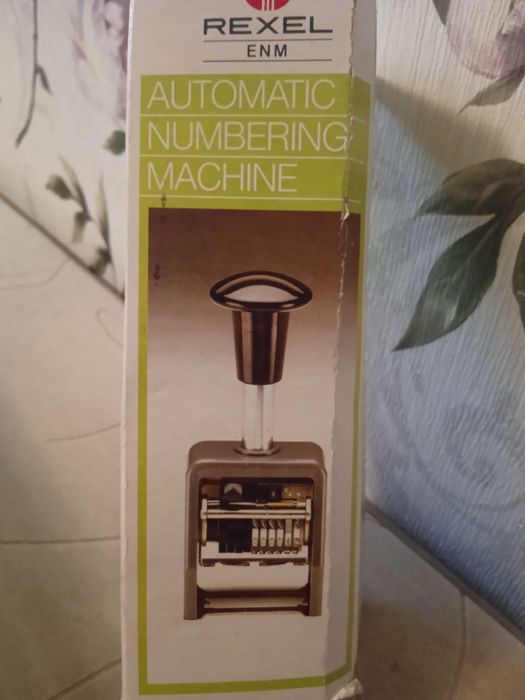 REXEL
ENM
AUTOMATIC
NUMBERING
MACHINE